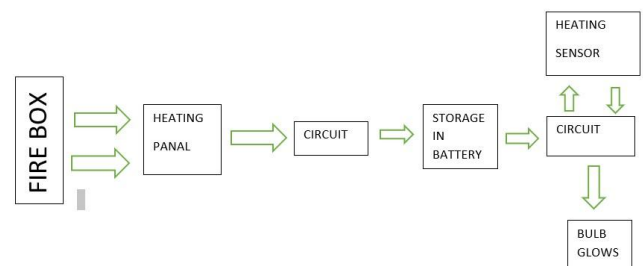 FIRE BOX
HEATING
PANAL
CIRCUIT
STORAGE
IN
BATTERY
HEATING
SENSOR
CIRCUIT
BULB
GLOWS